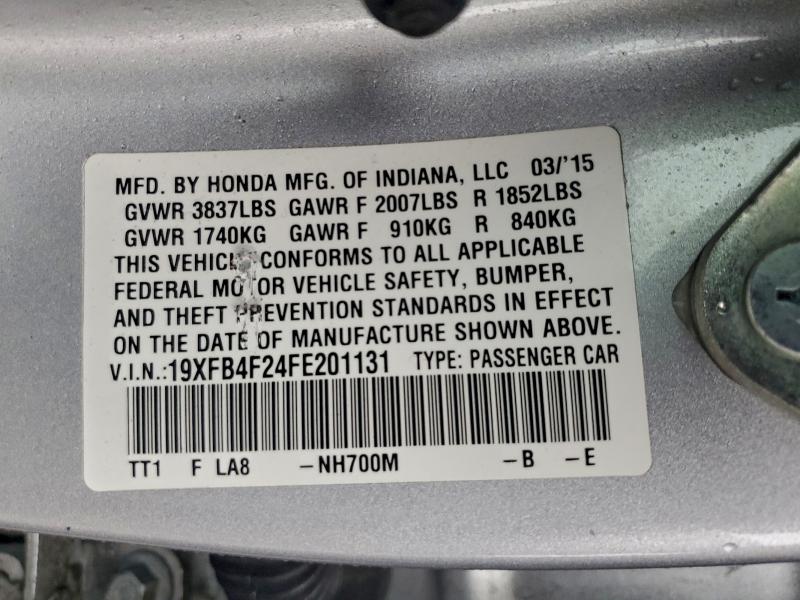 MFD. BY HONDA MFG. OF INDIANA, LLC 03/'15
GVWR 3837LBS GAWR F 2007LBS R 1852LBS
GVWR 1740KG GAWR F 910KG R 840KG
THIS VEHICLE CONFORMS TO ALL APPLICABLE
FEDERAL MOTOR VEHICLE SAFETY, BUMPER,
AND THEFT PREVENTION STANDARDS IN EFFECT
ON THE DATE OF MANUFACTURE SHOWN ABOVE.
V.I.N.:19XFB4F24FE201131 TYPE: PASSENGER CAR
TT1 F LA8 –NH700M –B –E